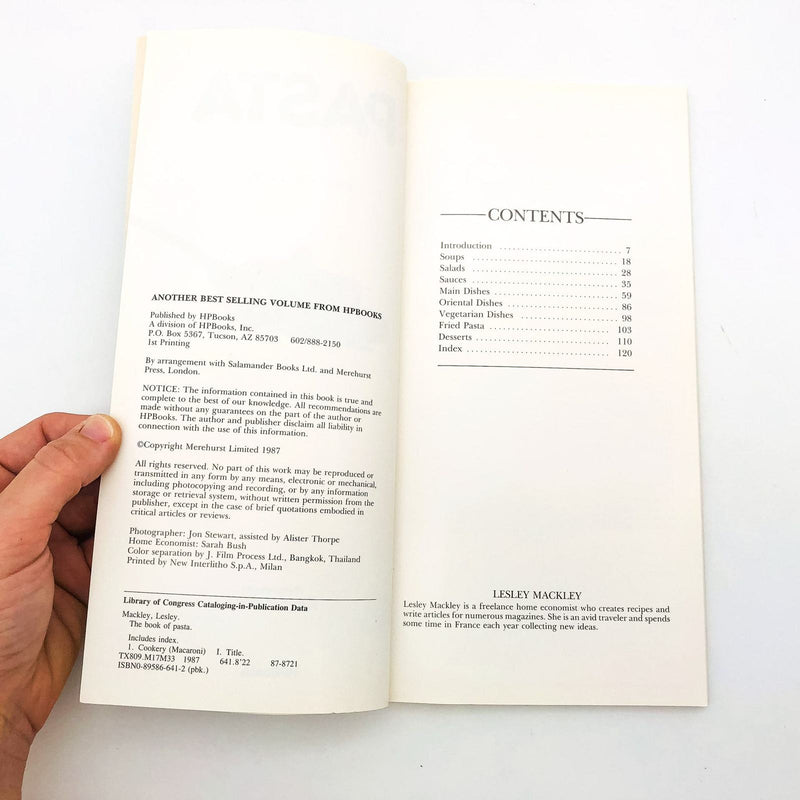 PASTA
ANOTHER BEST SELLING VOLUME FROM HPBOOKS
Published by HPBooks
A division of HPBooks, Inc.
P.O. Box 5367, Tucson, AZ 85703 602/888-2150
1st Printing
By arrangement with Salamander Books Ltd. and Merehurst
Press, London.
NOTICE: The information contained in this book is true and
complete to the best of our knowledge. All recommendations are
made without any guarantees on the part of the author or
HPBooks. The author and publisher disclaim all liability in
connection with the use of this information.
©Copyright Merehurst Limited 1987
All rights reserved. No part of this work may be reproduced or
transmitted in any form by any means, electronic or mechanical,
including photocopying and recording, or by any information
storage or retrieval system, without written permission from the
publisher, except in the case of brief quotations embodied in
critical articles or reviews.
Photographer: Jon Stewart, assisted by Alister Thorpe
Home Economist: Sarah Bush
Color separation by J. Film Process Ltd., Bangkok, Thailand
Printed by New Interlitho S.p.A., Milan
Library of Congress Cataloging-in-Publication Data
Mackley, Lesley.
The book of pasta.
Includes index.
1. Cookery (Macaroni) I. Title.
TX809.M17M33 1987 641.8'22 87-8721
ISBN0-89586-641-2 (pbk.)
CONTENTS
Introduction 7
Soups 18
Salads 28
Sauces 35
Main Dishes 59
Oriental Dishes 86
Vegetarian Dishes 98
Fried Pasta 103
Desserts 110
Index 120
LESLEY MACKLEY
Lesley Mackley is a freelance home economist who creates recipes and
write articles for numerous magazines. She is an avid traveler and spends
some time in France each year collecting new ideas.